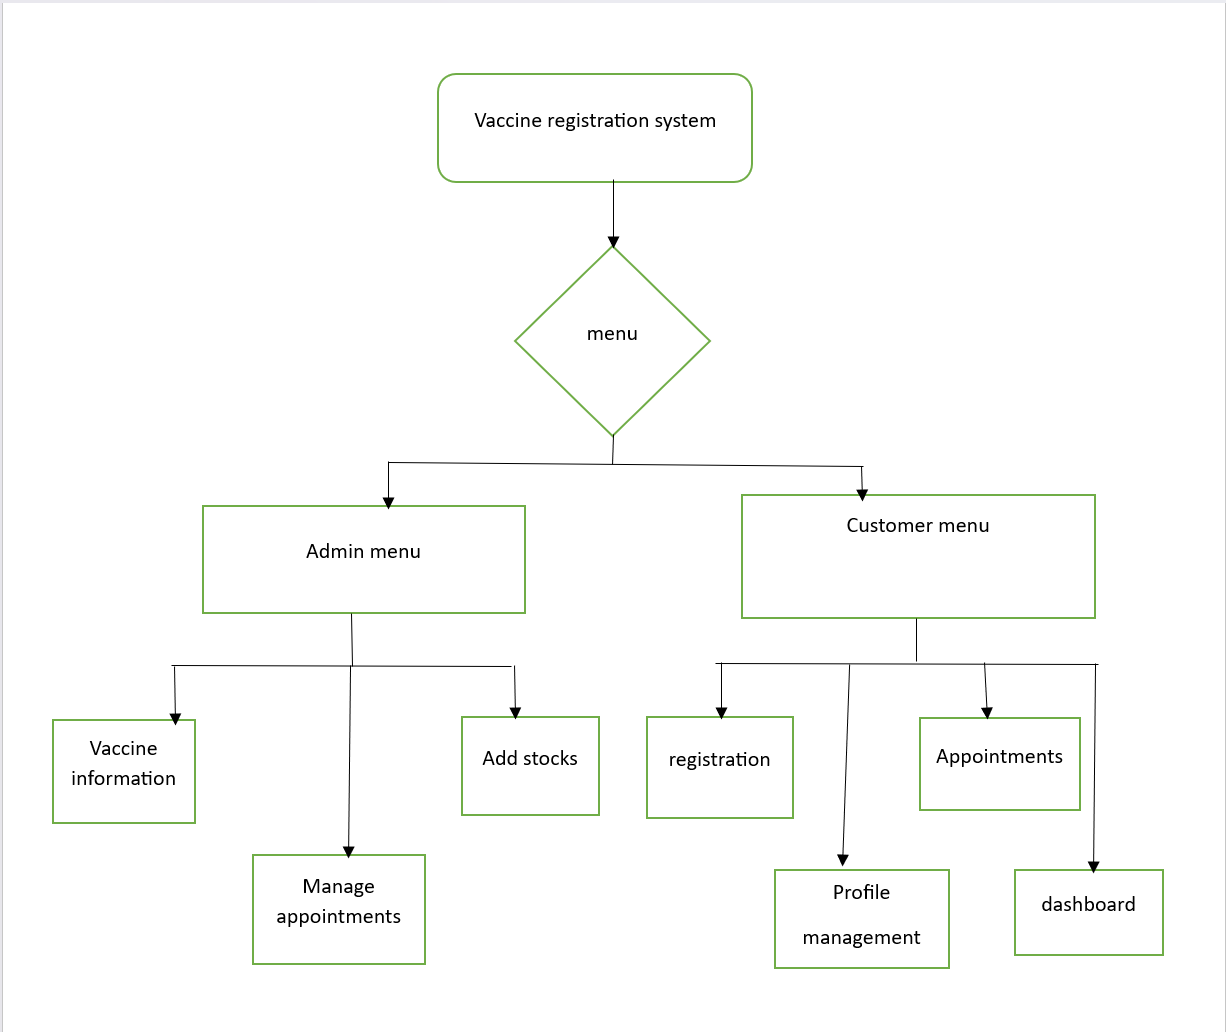 Vaccine registration system
menu
Admin menu
Customer menu
Vaccine
information
Add stocks
registration
Appointments
Manage
appointments
Profile
management
dashboard